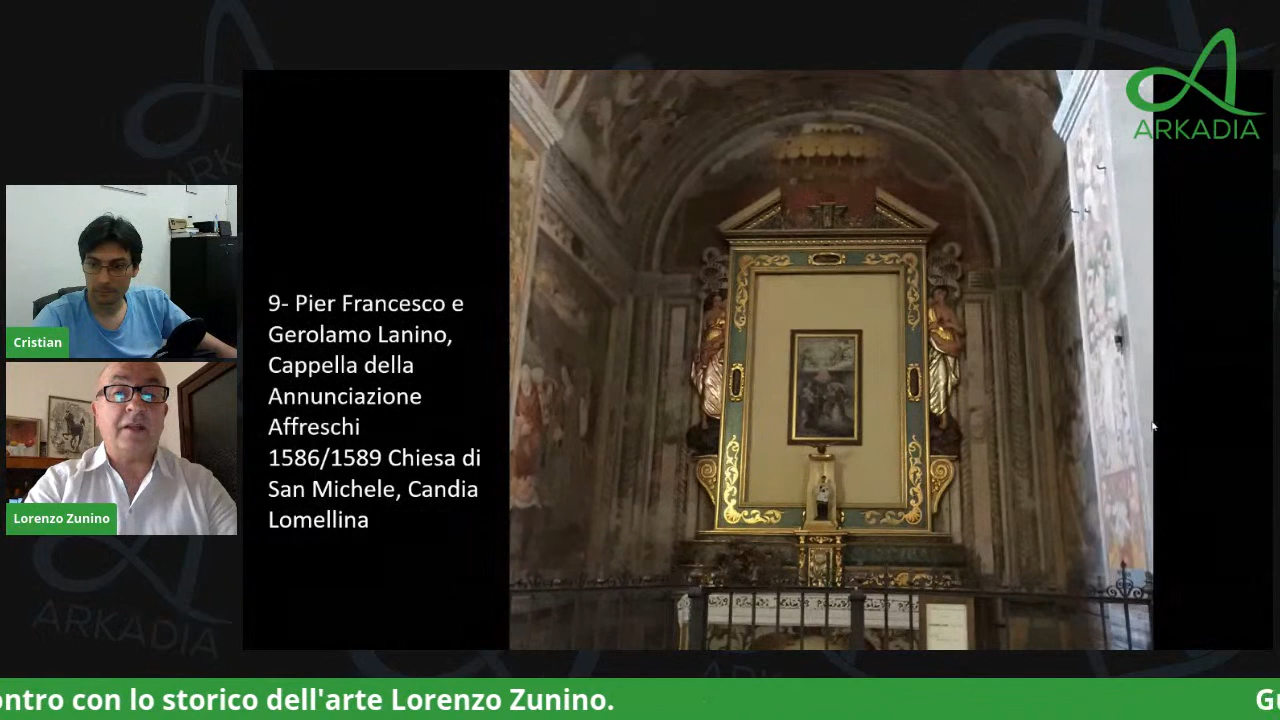 ARKADIA
Cristian
Lorenzo Zunino
9- Pier Francesco e
Gerolamo Lanino,
Cappella della
Annunciazione
Affreschi
1586/1589 Chiesa di
San Michele, Candia
Lomellina
ARKADIA
ontro con lo storico dell'arte Lorenzo Zunino.